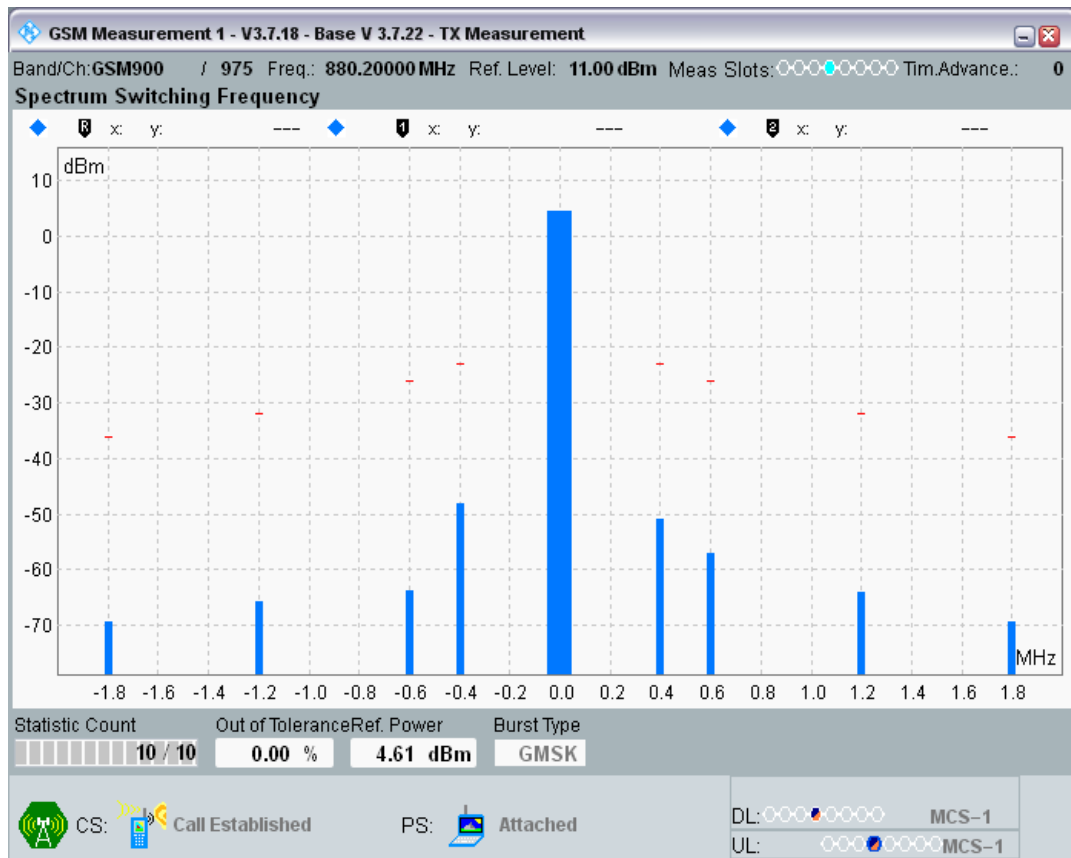 GSM Measurement 1 - V3.7.18 - Base V 3.7.22 - TX Measurement
Band/Ch:GSM900 / 975 Freq.: 880.20000 MHz Ref. Level: 11.00 dBm Meas Slots: Tim.Advance.: 0
Spectrum Switching Frequency
R x: y: --- 1 x: y: --- 2 x: y: ---
dBm
10
0
-10
-20
-30
-40
-50
-60
-70
MHz
-1.8 -1.6 -1.4 -1.2 -1.0 -0.8 -0.6 -0.4 -0.2 0.0 0.2 0.4 0.6 0.8 1.0 1.2 1.4 1.6 1.8
Statistic Count Out of Tolerance Ref. Power Burst Type
10 / 10 0.00 % 4.61 dBm GMSK
CS: Call Established PS: Attached DL: MCS-1
UL: MCS-1